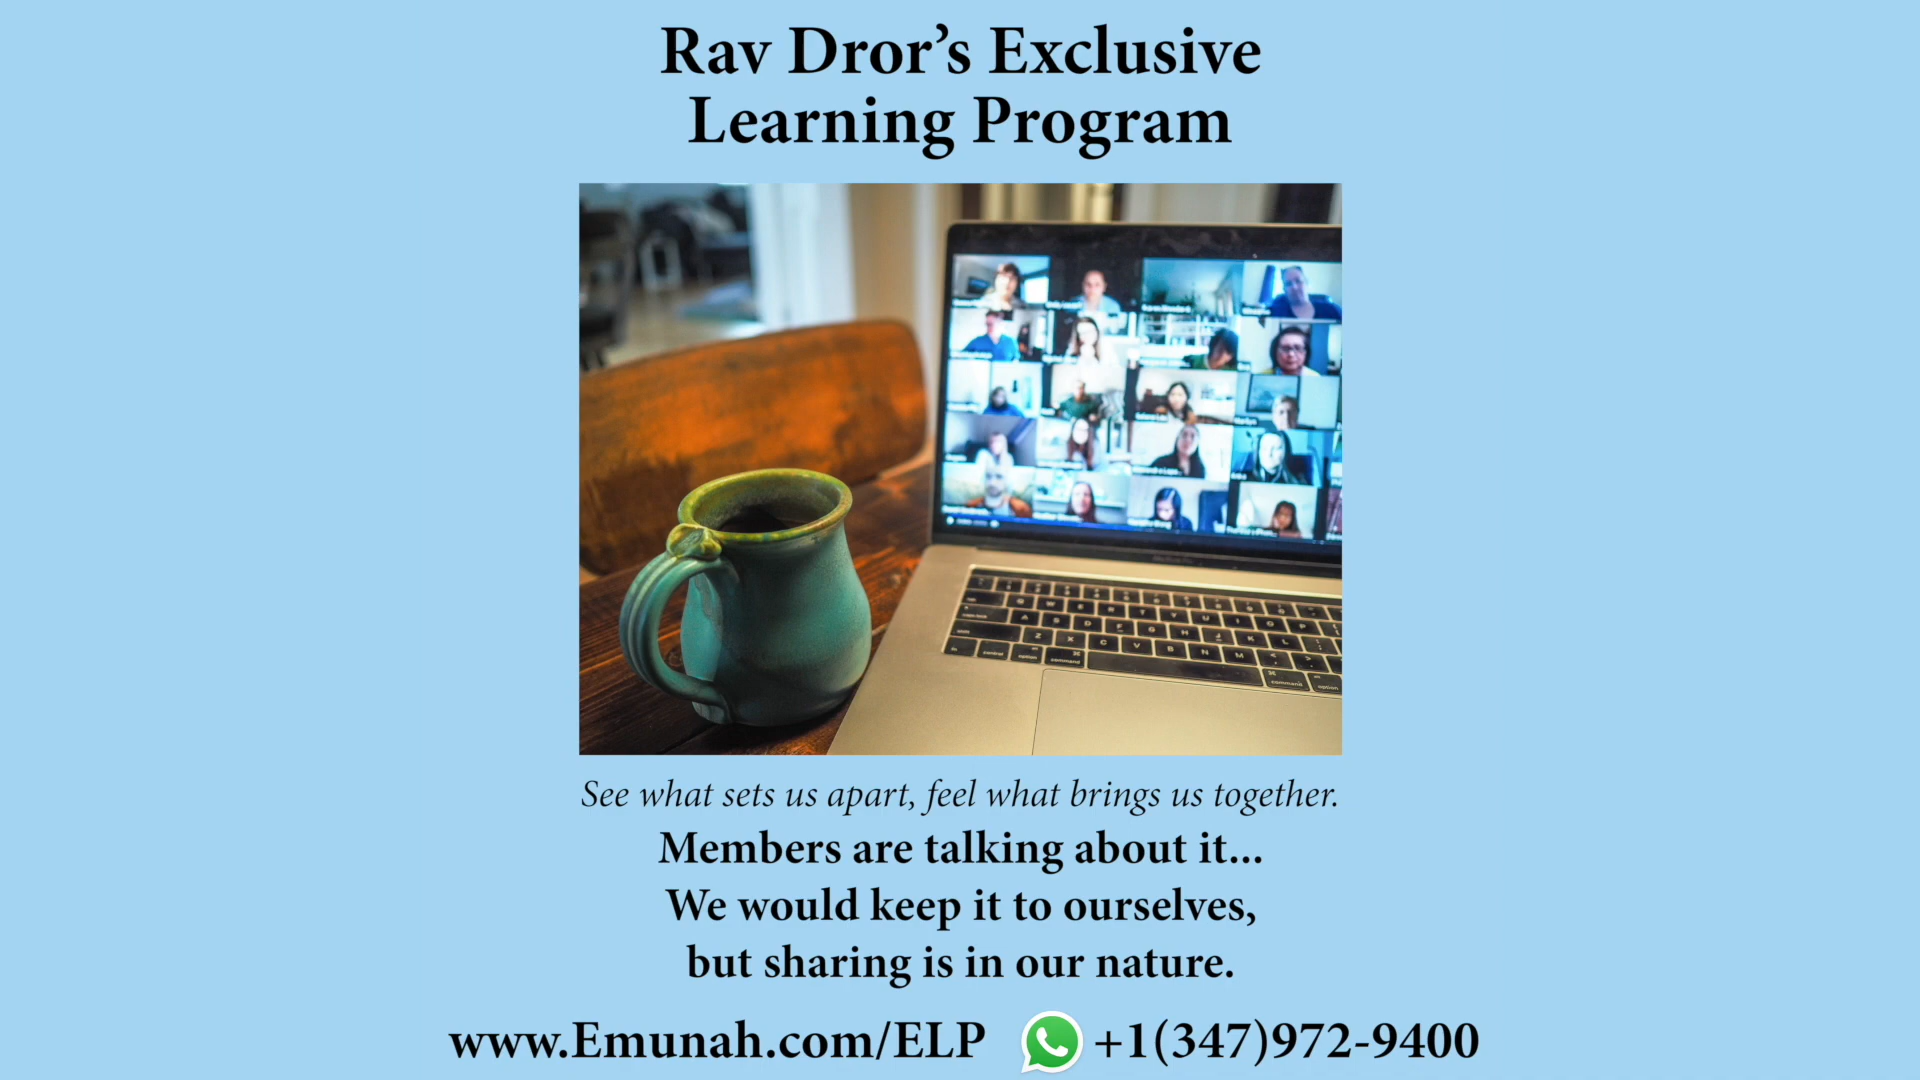 Rav Dror’s Exclusive
Learning Program
See what sets us apart, feel what brings us together.
Members are talking about it...
We would keep it to ourselves,
but sharing is in our nature.
www.Emunah.com/ELP +1(347)972-9400